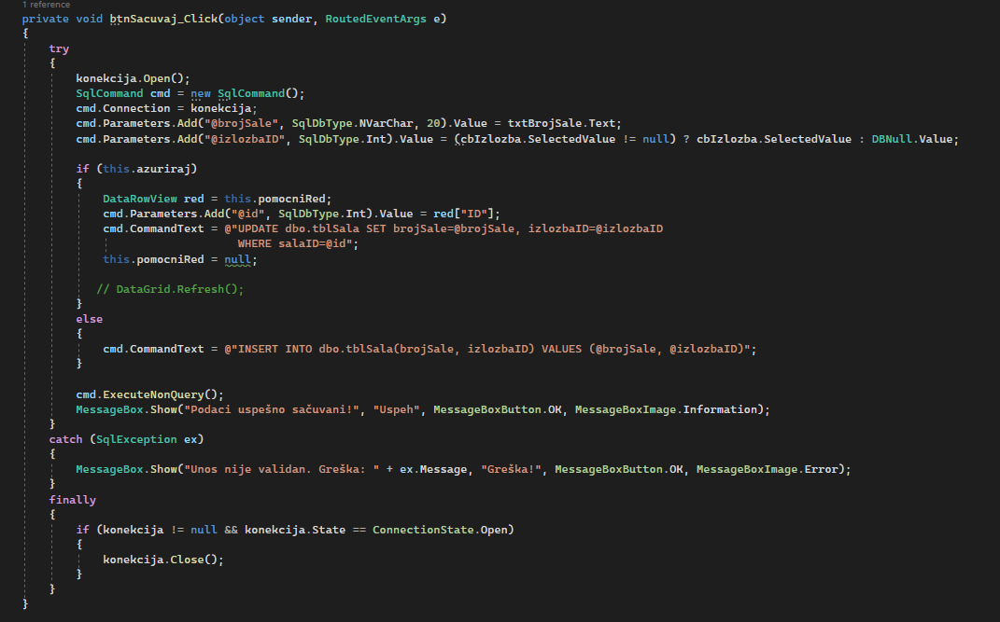 1 reference
private void btnSacuvaj_Click(object sender, RoutedEventArgs e)
{
    try
    {
        konekcija.Open();
        SqlCommand cmd = new SqlCommand();
        cmd.Connection = konekcija;
        cmd.Parameters.Add("@brojSale", SqlDbType.NVarChar, 20).Value = txtBrojSale.Text;
        cmd.Parameters.Add("@izlozbaID", SqlDbType.Int).Value = (cbIzlozba.SelectedValue != null) ? cbIzlozba.SelectedValue : DBNull.Value;

        if (this.azuriraj)
        {
            DataRowView red = this.pomocniRed;
            cmd.Parameters.Add("@id", SqlDbType.Int).Value = red["ID"];
            cmd.CommandText = @"UPDATE dbo.tblSala SET brojSale=@brojSale, izlozbaID=@izlozbaID
                                WHERE salaID=@id";
            this.pomocniRed = null;

           // DataGrid.Refresh();
        }
        else
        {
            cmd.CommandText = @"INSERT INTO dbo.tblSala(brojSale, izlozbaID) VALUES (@brojSale, @izlozbaID)";
        }

        cmd.ExecuteNonQuery();
        MessageBox.Show("Podaci uspešno sačuvani!", "Uspeh", MessageBoxButton.OK, MessageBoxImage.Information);
    }
    catch (SqlException ex)
    {
        MessageBox.Show("Unos nije validan. Greška: " + ex.Message, "Greška!", MessageBoxButton.OK, MessageBoxImage.Error);
    }
    finally
    {
        if (konekcija != null && konekcija.State == ConnectionState.Open)
        {
            konekcija.Close();
        }
    }
}